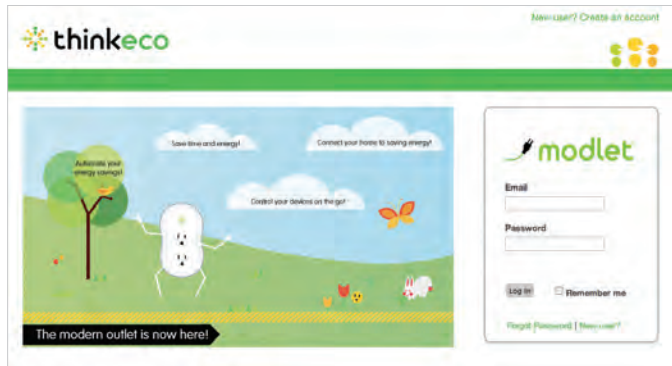 New user? Create an account
thinkeco
Automate your
energy savings!
Save time and energy!
Connect your home to saving energy!
Control your devices on the go!
The modern outlet is now here!
modlet
Email
Password
Log in
Remember me
Forgot Password | New user?